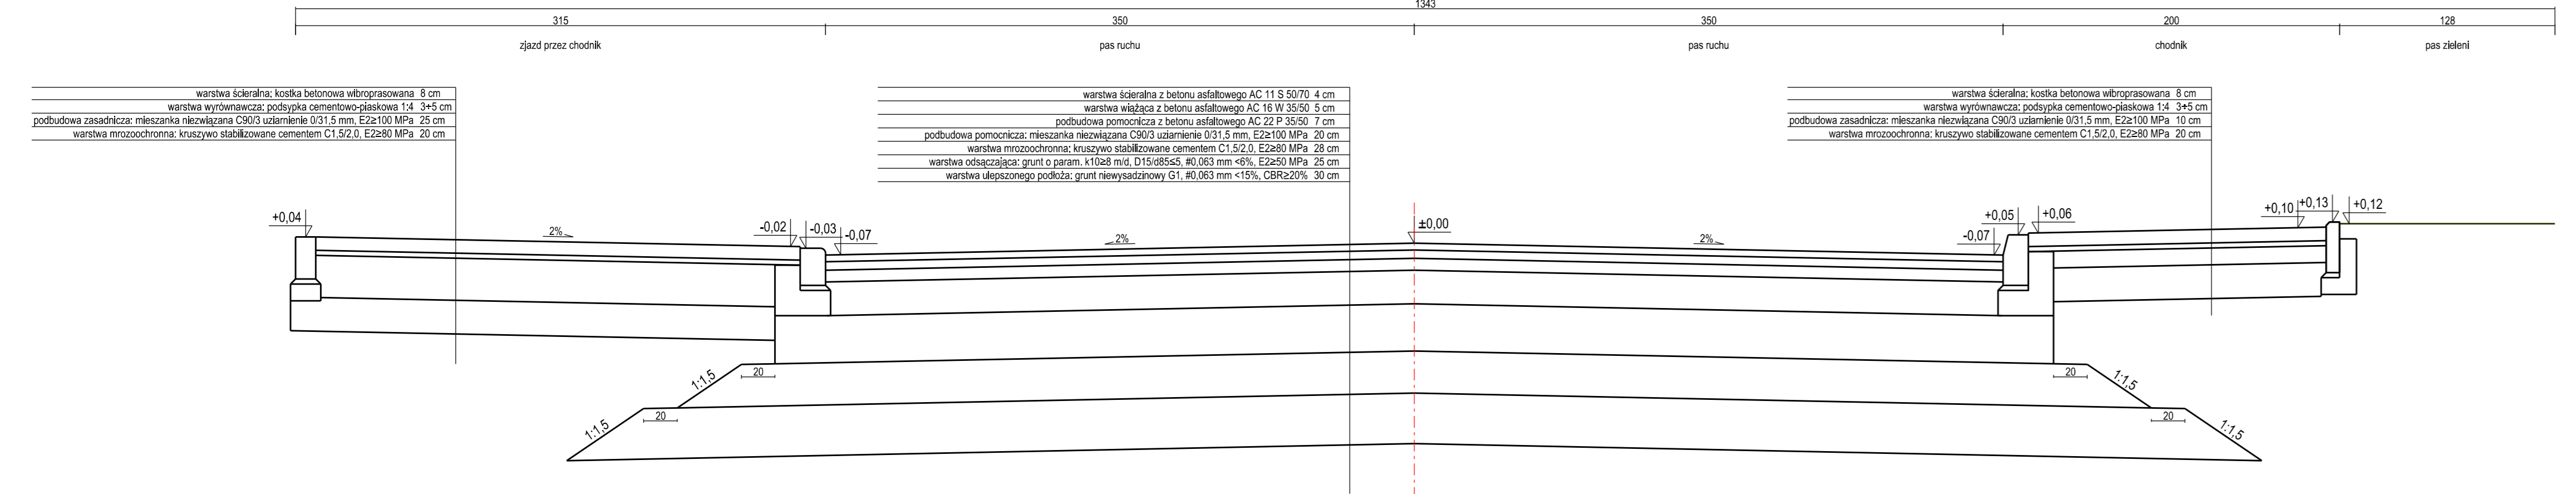 1343
315 350 350 200 128
zjazd przez chodnik pas ruchu pas ruchu chodnik pas zieleni
warstwa ścieralna: kostka betonowa wibroprasowana 8 cm
warstwa wyrównawcza: podsypka cementowo-piaskowa 1:4 3÷5 cm
podbudowa zasadnicza: mieszanka niezwiązana C90/3 uziarnienie 0/31,5 mm, E2≥100 MPa 25 cm
warstwa mrozoochronna: kruszywo stabilizowane cementem C1,5/2,0, E2≥80 MPa 20 cm
warstwa ścieralna z betonu asfaltowego AC 11 S 50/70 4 cm
warstwa wiążąca z betonu asfaltowego AC 16 W 35/50 5 cm
podbudowa pomocnicza z betonu asfaltowego AC 22 P 35/50 7 cm
podbudowa pomocnicza: mieszanka niezwiązana C90/3 uziarnienie 0/31,5 mm, E2≥100 MPa 20 cm
warstwa mrozoochronna: kruszywo stabilizowane cementem C1,5/2,0, E2≥80 MPa 28 cm
warstwa odsączająca: grunt o param. k10≥8 m/d, D15/d85≤5, #0,063 mm <6%, E2≥50 MPa 25 cm
warstwa ulepszonego podłoża: grunt niewysadzinowy G1, #0,063 mm <15%, CBR≥20% 30 cm
warstwa ścieralna: kostka betonowa wibroprasowana 8 cm
warstwa wyrównawcza: podsypka cementowo-piaskowa 1:4 3÷5 cm
podbudowa zasadnicza: mieszanka niezwiązana C90/3 uziarnienie 0/31,5 mm, E2≥100 MPa 10 cm
warstwa mrozoochronna: kruszywo stabilizowane cementem C1,5/2,0, E2≥80 MPa 20 cm
+0,04 -0,02 -0,03 -0,07 ±0,00 -0,07 +0,05 +0,06 +0,10 +0,13 +0,12
2% 2% 2%
20 20
1:1,5 1:1,5
20 20
1:1,5 1:1,5